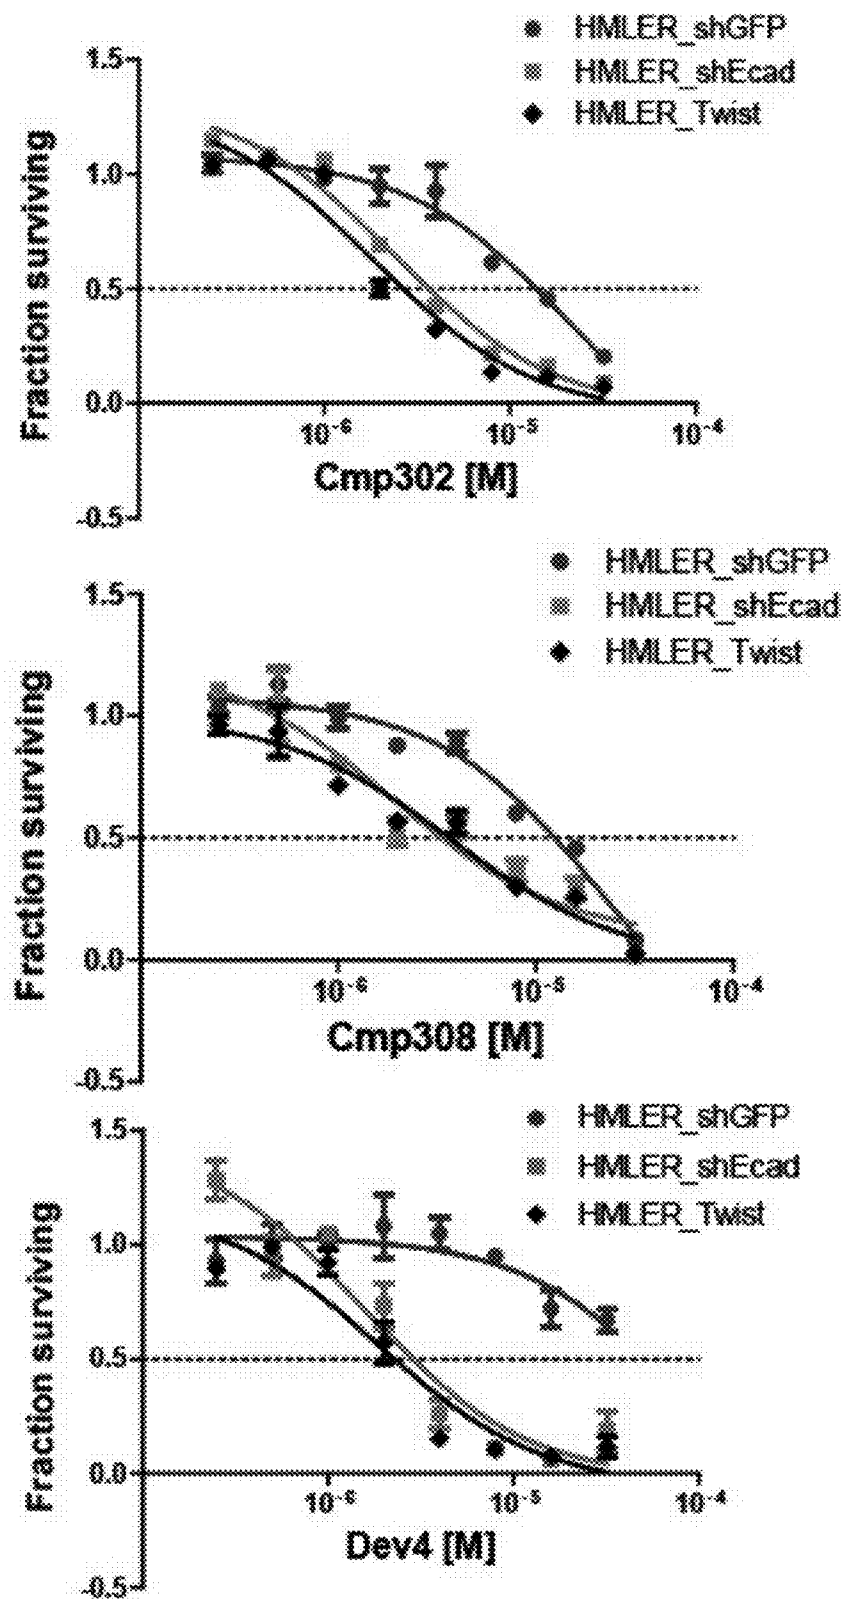 HMLER_shGFP
HMLER_shEcad
HMLER_Twist
1.5
1.0
0.5
0.0
-0.5
Fraction surviving
10⁻⁶
10⁻⁵
10⁻⁴
Cmp302 [M]
HMLER_shGFP
HMLER_shEcad
HMLER_Twist
1.5
1.0
0.5
0.0
-0.5
Fraction surviving
10⁻⁶
10⁻⁵
10⁻⁴
Cmp308 [M]
HMLER_shGFP
HMLER_shEcad
HMLER_Twist
1.5
1.0
0.5
0.0
-0.5
Fraction surviving
10⁻⁶
10⁻⁵
10⁻⁴
Dev4 [M]